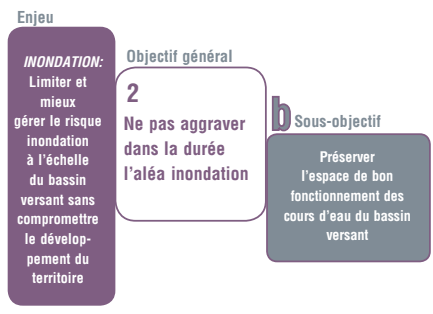 Enjeu
INONDATION:
Limiter et
mieux
gérer le risque
inondation
à l'échelle
du bassin
versant sans
compromettre
le dévelop-
pement du
territoire
Objectif général
2
Ne pas aggraver
dans la durée
l'aléa inondation
b Sous-objectif
Préserver
l'espace de bon
fonctionnement des
cours d'eau du bassin
versant